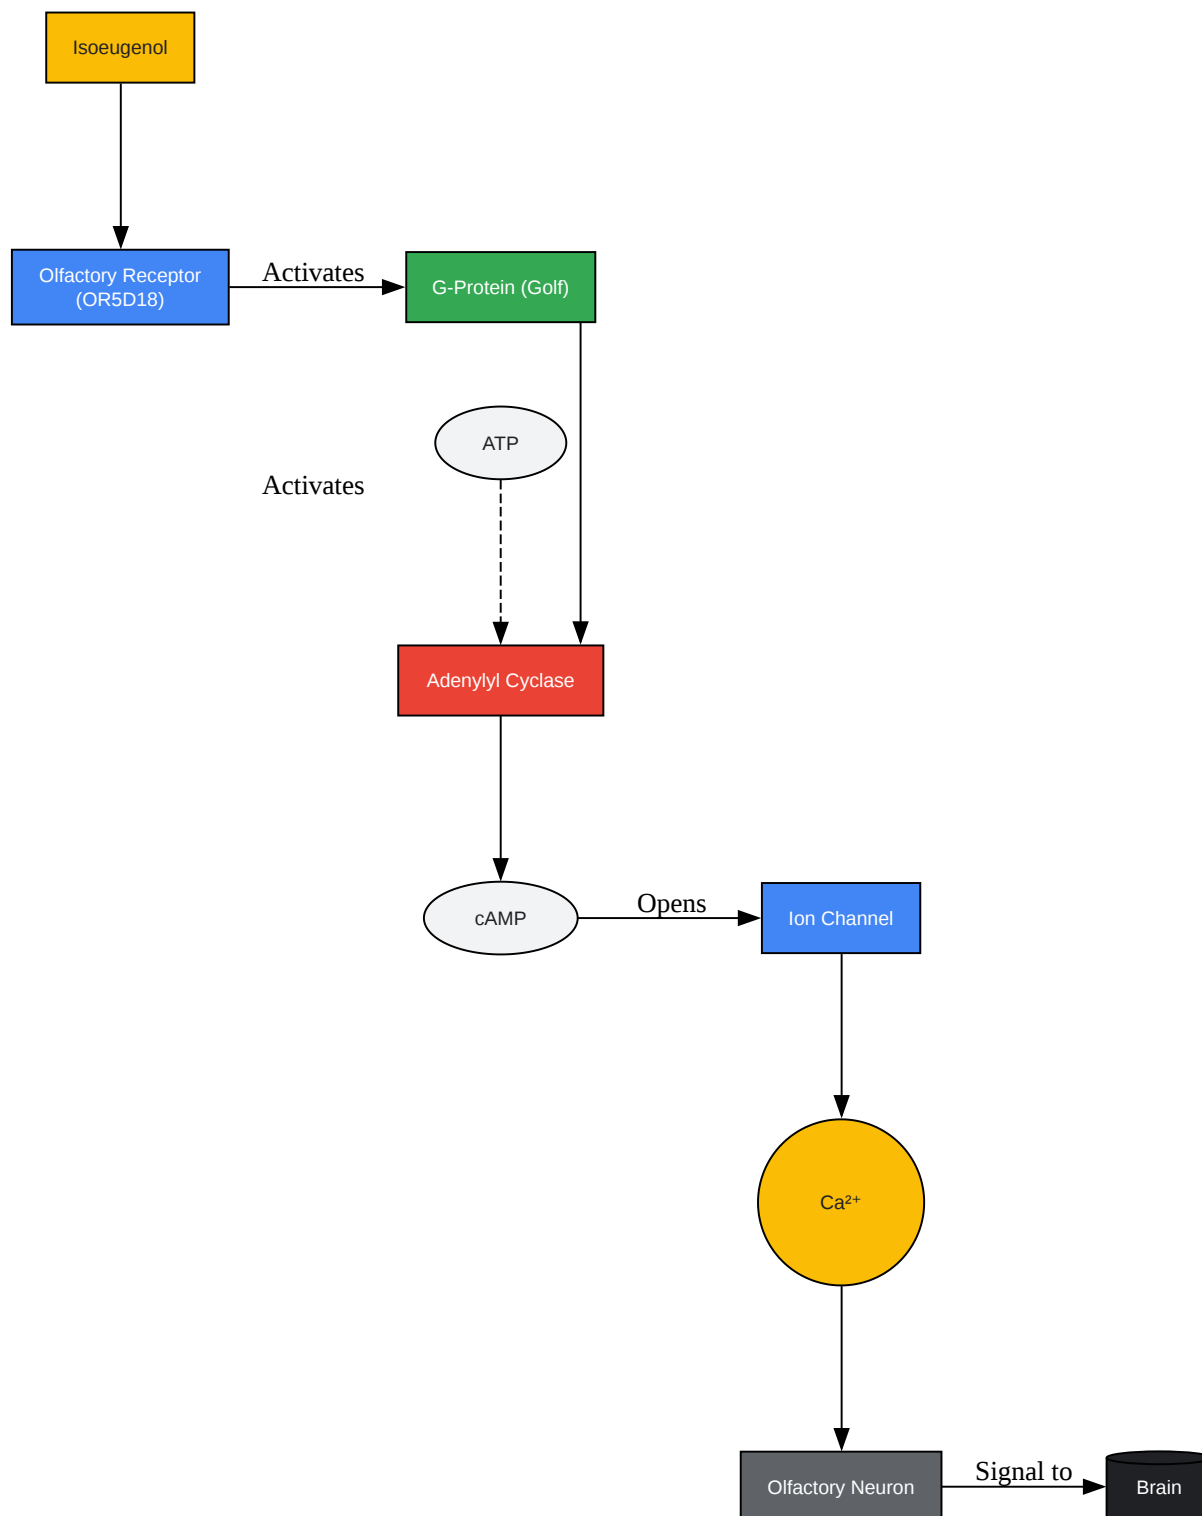 Isoeugenol
Olfactory Receptor
(OR5D18)
Activates
G-Protein (Golf)
ATP
Activates
Adenylyl Cyclase
cAMP
Opens
Ion Channel
Ca²⁺
Olfactory Neuron
Signal to
Brain